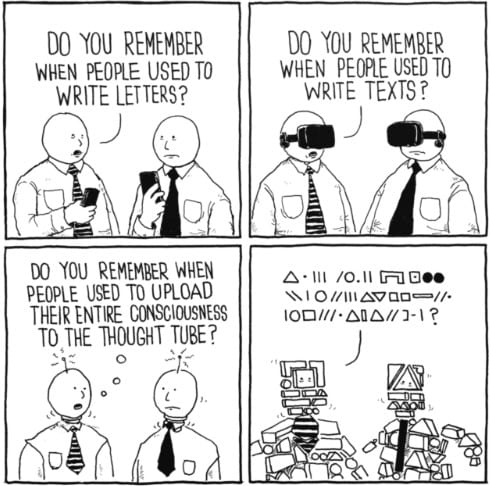 DO YOU REMEMBER
WHEN PEOPLE USED TO
WRITE LETTERS?
DO YOU REMEMBER
WHEN PEOPLE USED TO
WRITE TEXTS?
DO YOU REMEMBER WHEN
PEOPLE USED TO UPLOAD
THEIR ENTIRE CONSCIOUSNESS
TO THE THOUGHT TUBE?